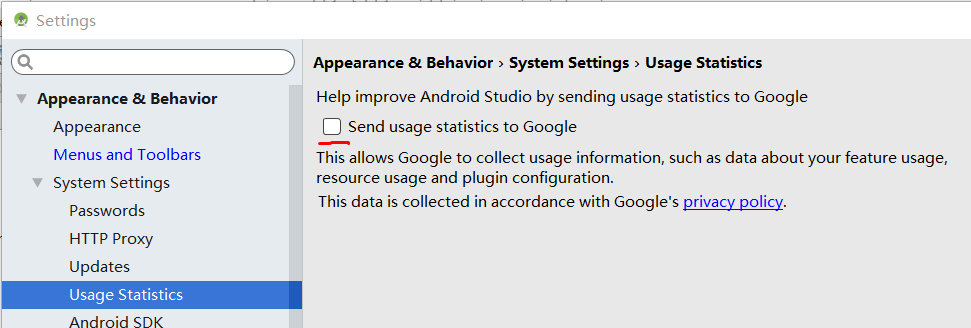 Settings
Appearance & Behavior
Appearance
Menus and Toolbars
System Settings
Passwords
HTTP Proxy
Updates
Usage Statistics
Android SDK
Appearance & Behavior › System Settings › Usage Statistics
Help improve Android Studio by sending usage statistics to Google
Send usage statistics to Google
This allows Google to collect usage information, such as data about your feature usage,
resource usage and plugin configuration.
This data is collected in accordance with Google's privacy policy.